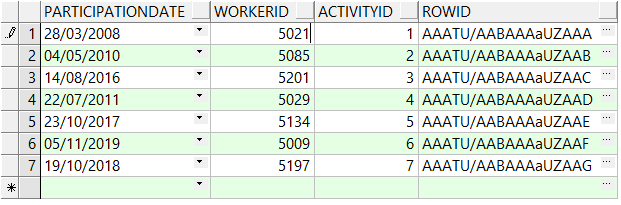 PARTICIPATIONDATE WORKERID ACTIVITYID ROWID
1 28/03/2008 5021 1 AAATU/AABAAAaUZAAA ...
2 04/05/2010 5085 2 AAATU/AABAAAaUZAAB ...
3 14/08/2016 5201 3 AAATU/AABAAAaUZAAC ...
4 22/07/2011 5029 4 AAATU/AABAAAaUZAAD ...
5 23/10/2017 5134 5 AAATU/AABAAAaUZAAE ...
6 05/11/2019 5009 6 AAATU/AABAAAaUZAAF ...
7 19/10/2018 5197 7 AAATU/AABAAAaUZAAG ...
* ...